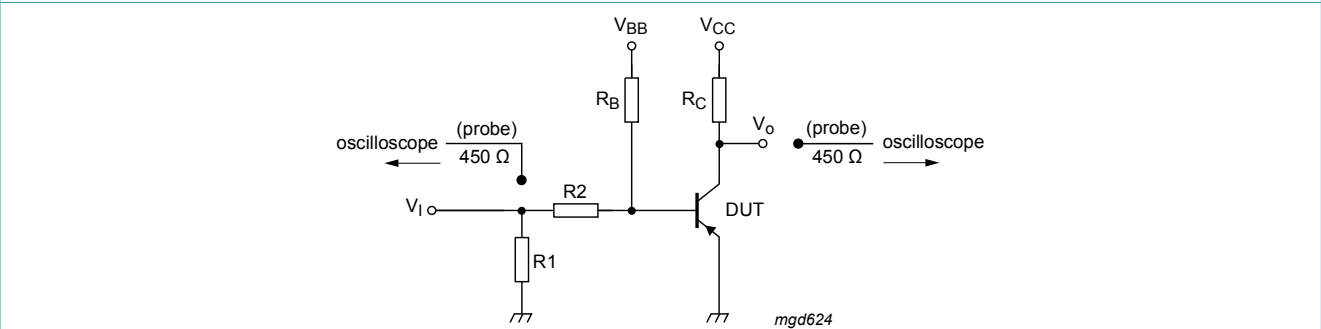 VBB
VCC
RB
RC
Vo
(probe)
450 Ω
oscilloscope
(probe)
450 Ω
oscilloscope
R2
VI
DUT
R1
mgd624